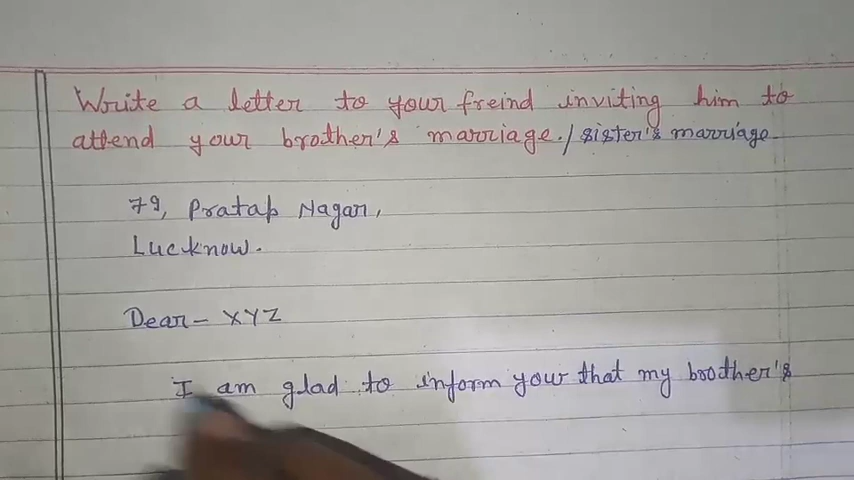 Write a letter to your freind inviting him to
attend your brother's marriage./sister's marriage
79, Pratap Nagar,
Lucknow.
Dear- XYZ
I am glad to inform your that my brother's